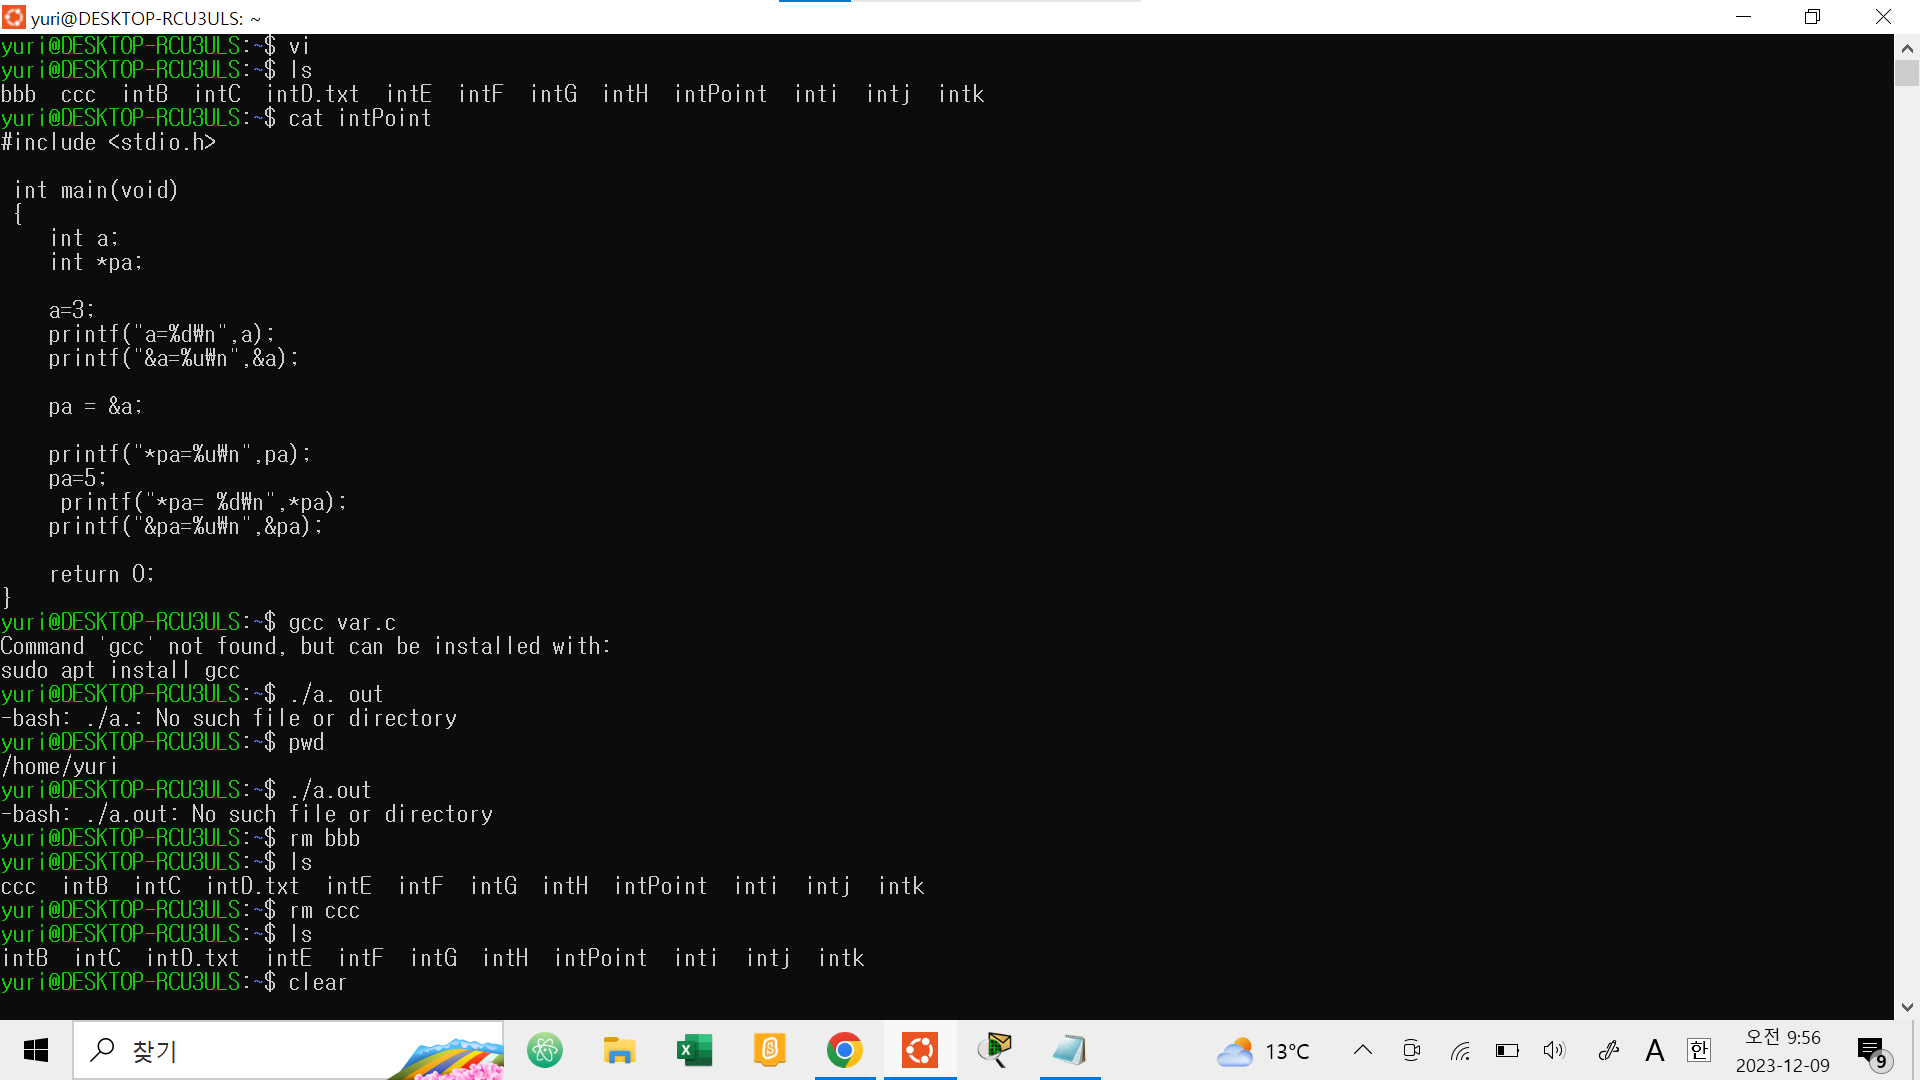 yuri@DESKTOP-RCU3ULS: ~
yuri@DESKTOP-RCU3ULS:~$ vi
yuri@DESKTOP-RCU3ULS:~$ ls
bbb  ccc  intB  intC  intD.txt  intE  intF  intG  intH  intPoint  inti  intj  intk
yuri@DESKTOP-RCU3ULS:~$ cat intPoint
#include <stdio.h>
int main(void)
{
int a;
int *pa;
a=3;
printf("a=%d₩n",a);
printf("&a=%u₩n",&a);
pa = &a;
printf("*pa=%u₩n",pa);
pa=5;
printf("*pa= %d₩n",*pa);
printf("&pa=%u₩n",&pa);
return 0;
}
yuri@DESKTOP-RCU3ULS:~$ gcc var.c
Command 'gcc' not found, but can be installed with:
sudo apt install gcc
yuri@DESKTOP-RCU3ULS:~$ ./a. out
-bash: ./a.: No such file or directory
yuri@DESKTOP-RCU3ULS:~$ pwd
/home/yuri
yuri@DESKTOP-RCU3ULS:~$ ./a.out
-bash: ./a.out: No such file or directory
yuri@DESKTOP-RCU3ULS:~$ rm bbb
yuri@DESKTOP-RCU3ULS:~$ ls
ccc  intB  intC  intD.txt  intE  intF  intG  intH  intPoint  inti  intj  intk
yuri@DESKTOP-RCU3ULS:~$ rm ccc
yuri@DESKTOP-RCU3ULS:~$ ls
intB  intC  intD.txt  intE  intF  intG  intH  intPoint  inti  intj  intk
yuri@DESKTOP-RCU3ULS:~$ clear
찾기
13°C
A
한
오전 9:56
2023-12-09
9